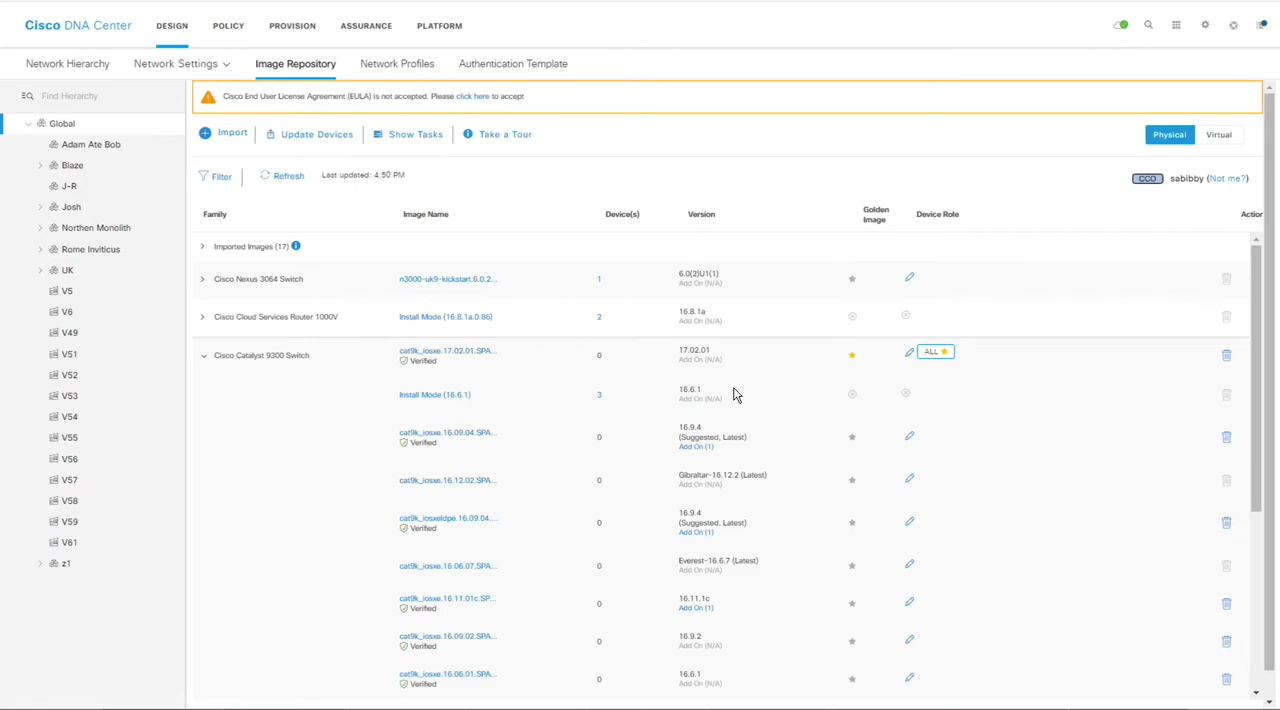 Cisco DNA Center DESIGN POLICY PROVISION ASSURANCE PLATFORM
Network Hierarchy Network Settings Image Repository Network Profiles Authentication Template
Find Hierarchy
Global
Adam Ate Bob
Blaze
J-R
Josh
Northen Monolith
Rome Inviticus
UK
V5
V6
V49
V51
V52
V53
V54
V55
V56
V57
V58
V59
V61
z1
Cisco End User License Agreement (EULA) is not accepted. Please click here to accept
Import Update Devices Show Tasks Take a Tour Physical Virtual
Filter Refresh Last updated: 4:50 PM CCO sabibby (Not me?)
Family Image Name Device(s) Version Golden Image Device Role Action
Imported Images (17)
Cisco Nexus 3064 Switch n3000-uk9-kickstart.6.0.2... 1 6.0(2)U1(1)
Add On (N/A)
Cisco Cloud Services Router 1000V Install Mode (16.8.1a.0.86) 2 16.8.1a
Add On (N/A)
Cisco Catalyst 9300 Switch cat9k_iosxe.17.02.01.SPA... 0 17.02.01 ALL
Verified Add On (N/A)
Install Mode (16.6.1) 3 16.6.1
Add On (N/A)
cat9k_iosxe.16.09.04.SPA... 0 16.9.4
Verified (Suggested, Latest)
Add On (1)
cat9k_iosxe.16.12.02.SPA... 0 Gibraltar-16.12.2 (Latest)
Add On (N/A)
cat9k_iosxeldpe.16.09.04.... 0 16.9.4
Verified (Suggested, Latest)
Add On (1)
cat9k_iosxe.16.06.07.SPA... 0 Everest-16.6.7 (Latest)
Add On (N/A)
cat9k_iosxe.16.11.01c.SP... 0 16.11.1c
Verified Add On (1)
cat9k_iosxe.16.09.02.SPA... 0 16.9.2
Verified Add On (N/A)
cat9k_iosxe.16.06.01.SPA... 0 16.6.1
Verified Add On (N/A)